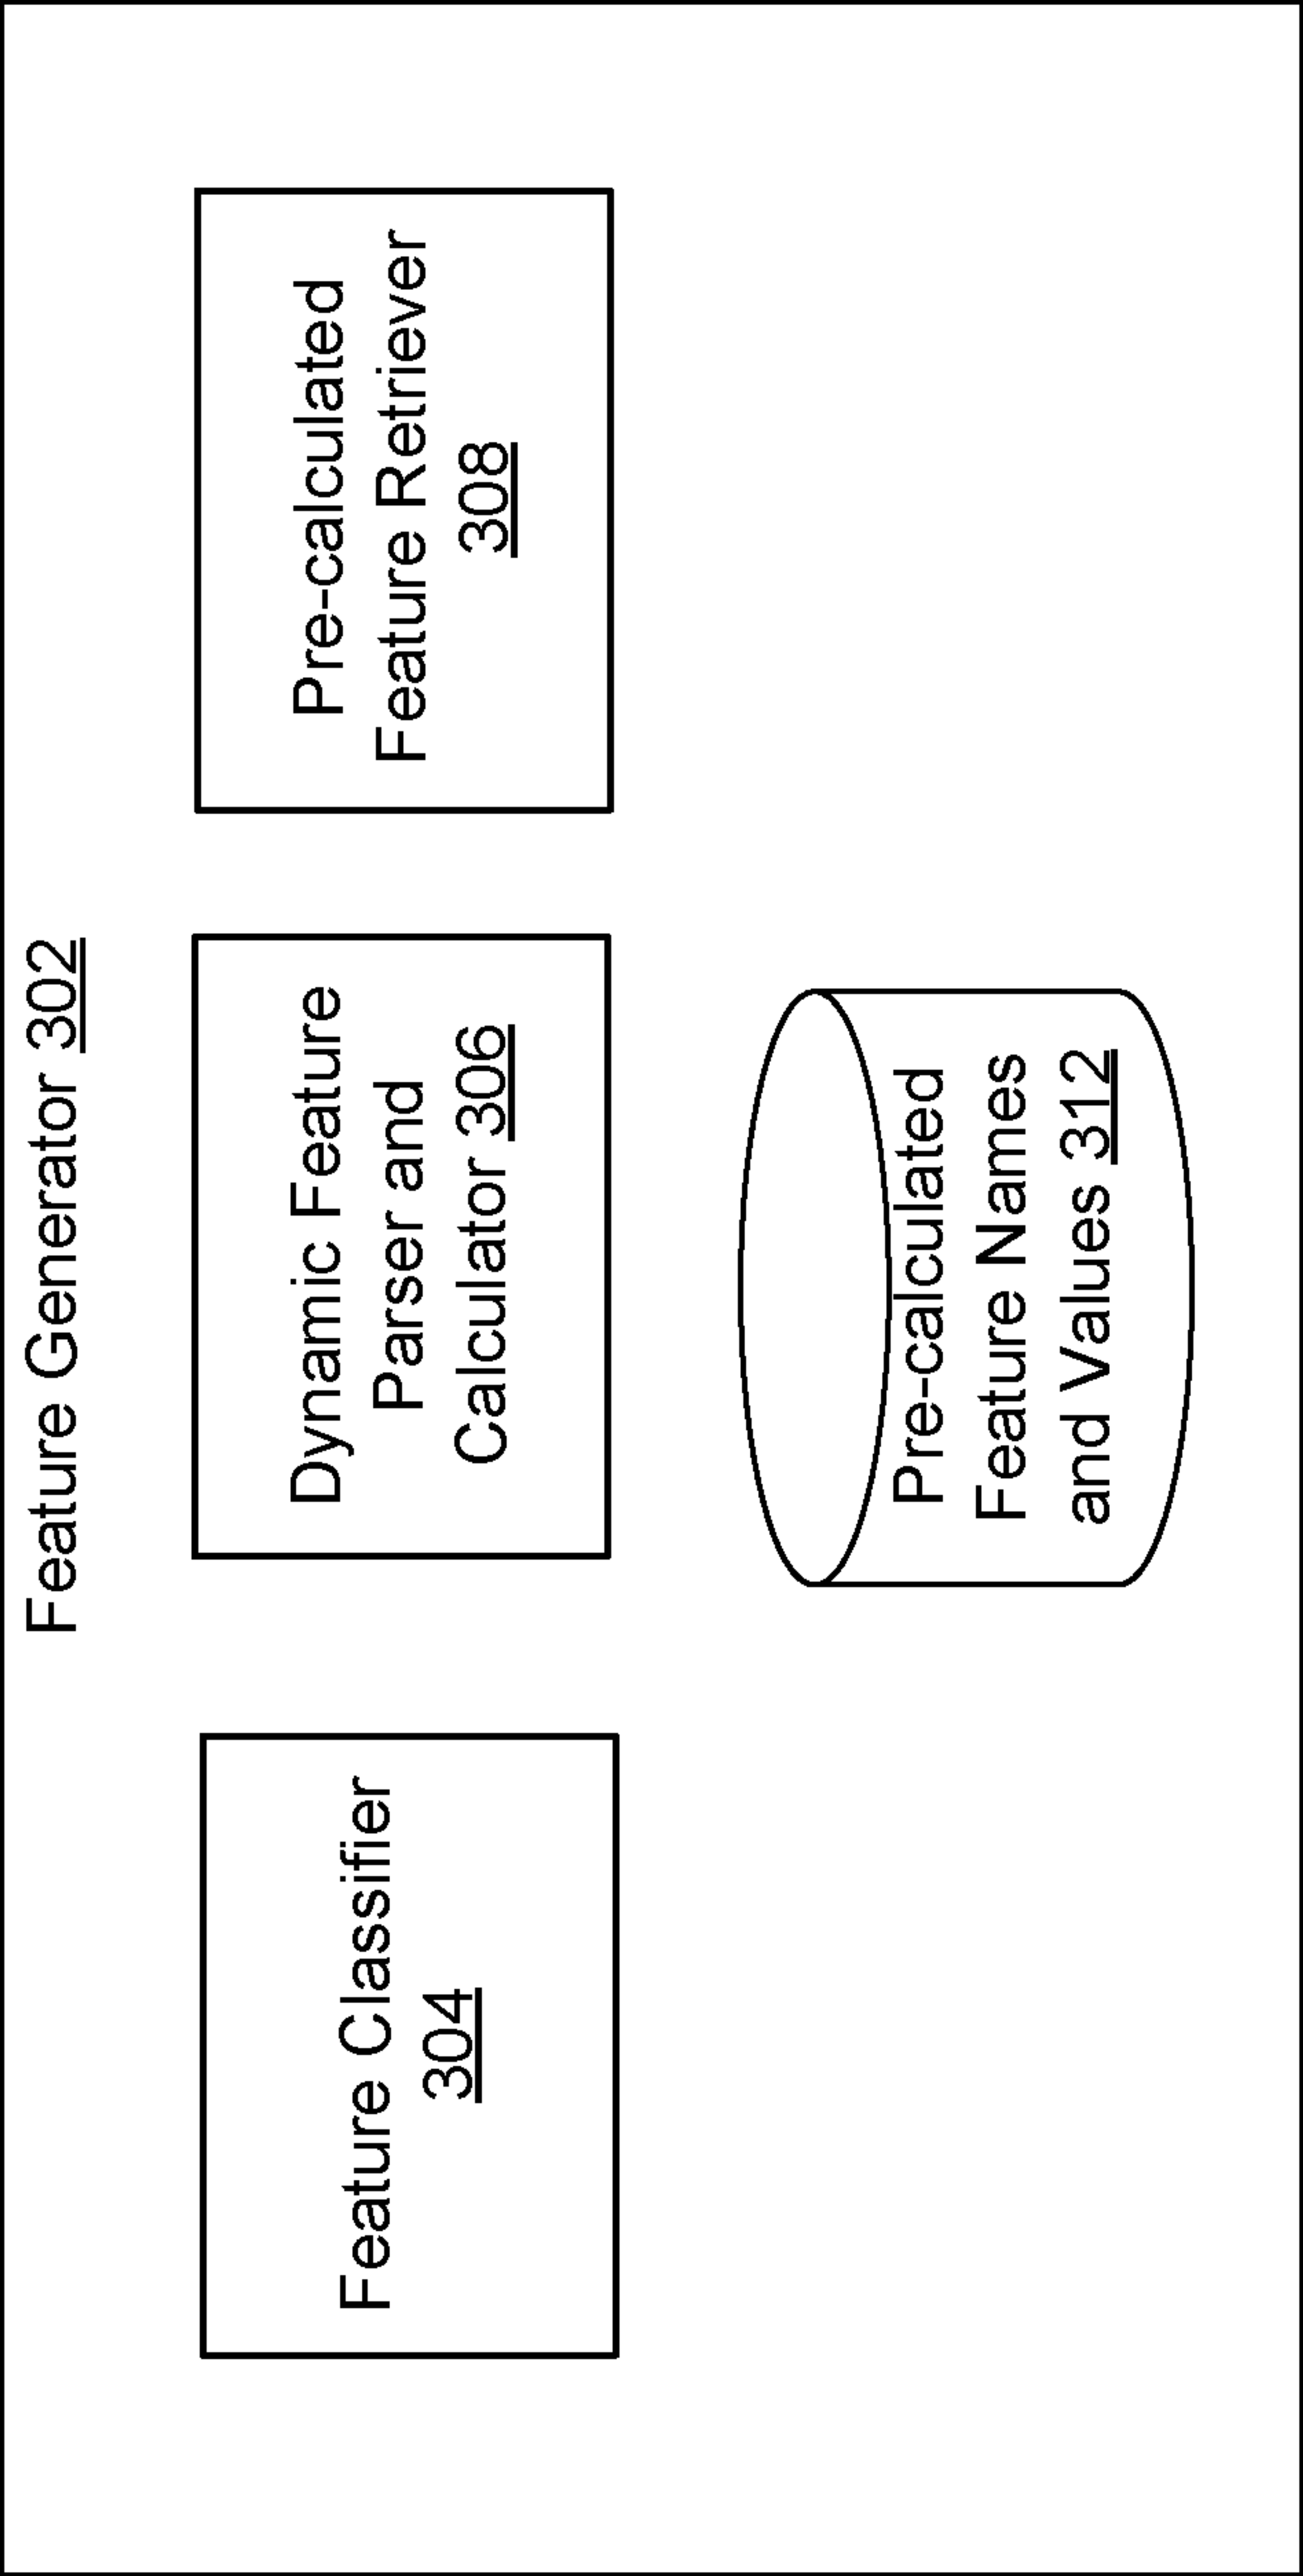 Feature Generator 302
Feature Classifier
304
Dynamic Feature
Parser and
Calculator 306
Pre-calculated
Feature Retriever
308
Pre-calculated
Feature Names
and Values 312